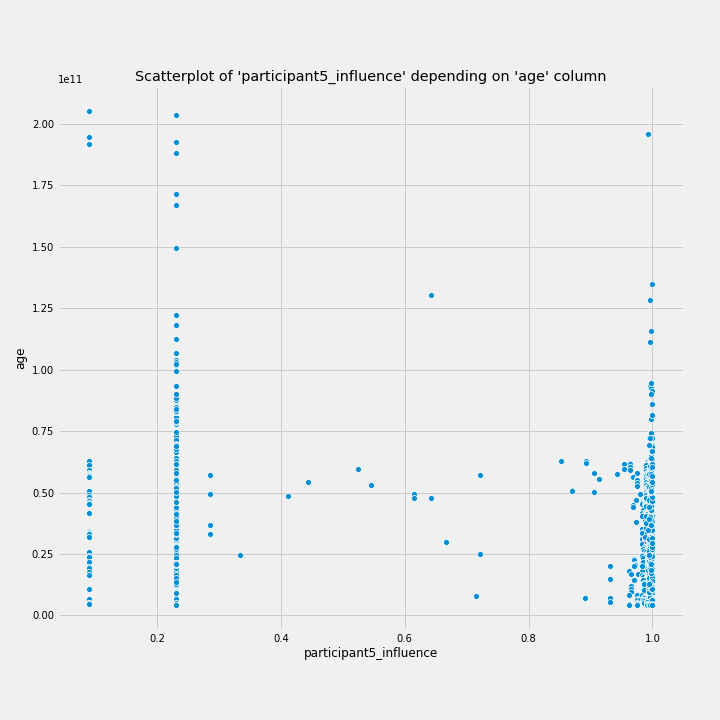 Scatterplot of 'participant5_influence' depending on 'age' column
1e11
2.00
1.75
1.50
1.25
1.00
0.75
0.50
0.25
0.00
age
0.2 0.4 0.6 0.8 1.0
participant5_influence